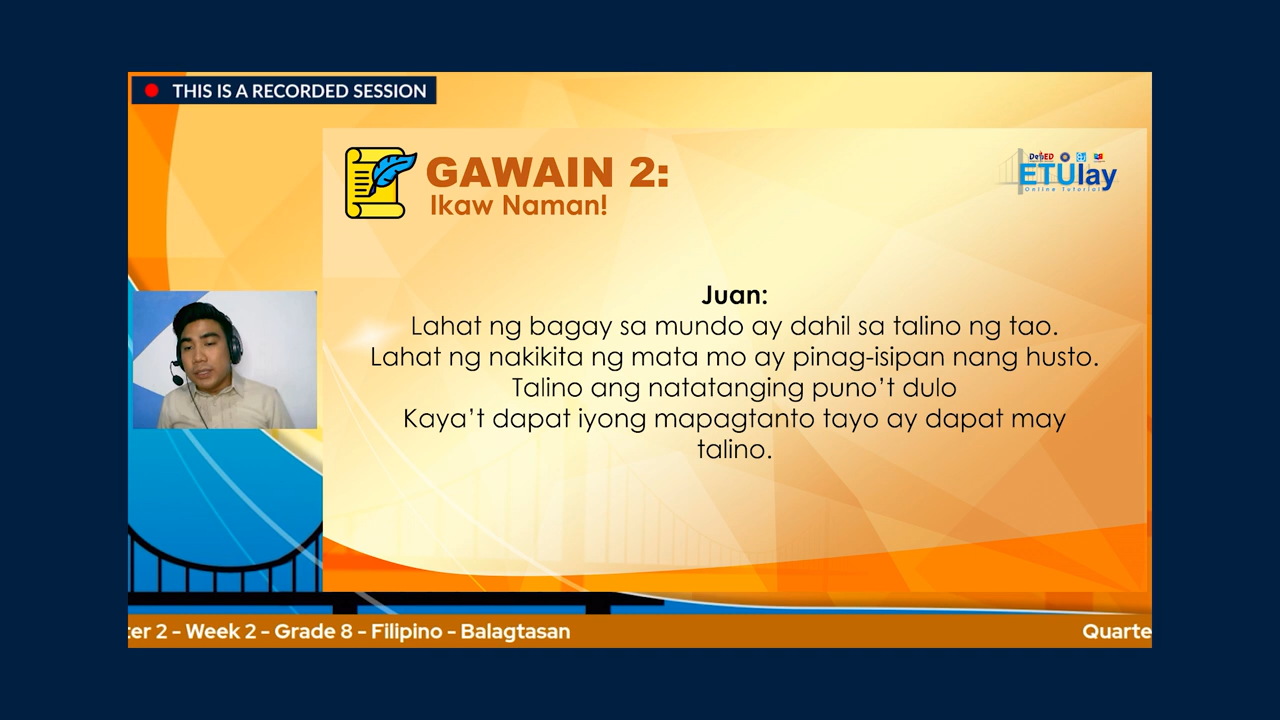 THIS IS A RECORDED SESSION
GAWAIN 2:
Ikaw Naman!
DepED
ETUlay
Online Tutorial
Juan:
Lahat ng bagay sa mundo ay dahil sa talino ng tao.
Lahat ng nakikita ng mata mo ay pinag-isipan nang husto.
Talino ang natatanging puno’t dulo
Kaya’t dapat iyong mapagtanto tayo ay dapat may
talino.
ter 2 - Week 2 - Grade 8 - Filipino - Balagtasan
Quarte